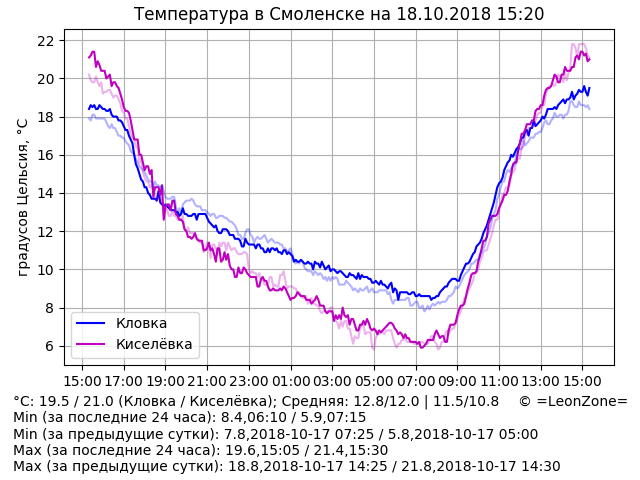 Температура в Смоленске на 18.10.2018 15:20
градусов Цельсия, °C
22
20
18
16
14
12
10
8
6
Кловка
Киселёвка
15:00 17:00 19:00 21:00 23:00 01:00 03:00 05:00 07:00 09:00 11:00 13:00 15:00
°C: 19.5 / 21.0 (Кловка / Киселёвка); Средняя: 12.8/12.0 | 11.5/10.8 © =LeonZone=
Min (за последние 24 часа): 8.4,06:10 / 5.9,07:15
Min (за предыдущие сутки): 7.8,2018-10-17 07:25 / 5.8,2018-10-17 05:00
Max (за последние 24 часа): 19.6,15:05 / 21.4,15:30
Max (за предыдущие сутки): 18.8,2018-10-17 14:25 / 21.8,2018-10-17 14:30